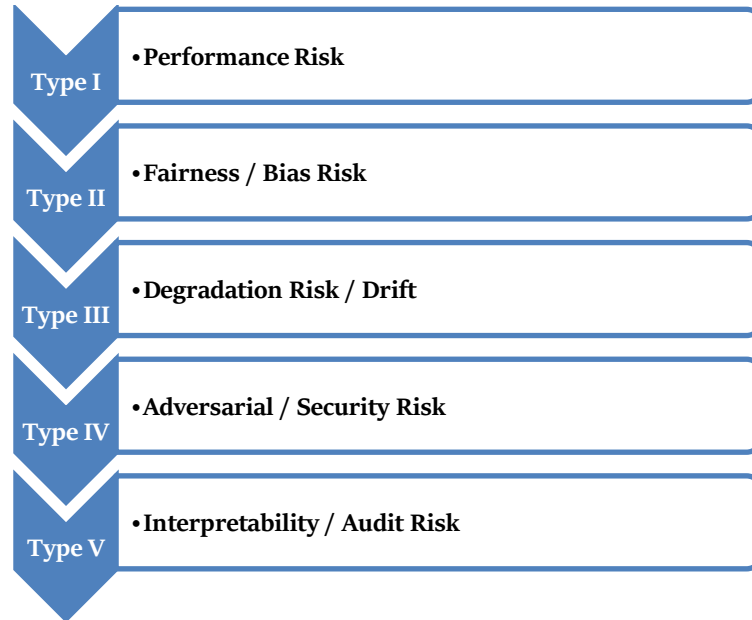 Type I
•Performance Risk
Type II
•Fairness / Bias Risk
Type III
•Degradation Risk / Drift
Type IV
•Adversarial / Security Risk
Type V
•Interpretability / Audit Risk